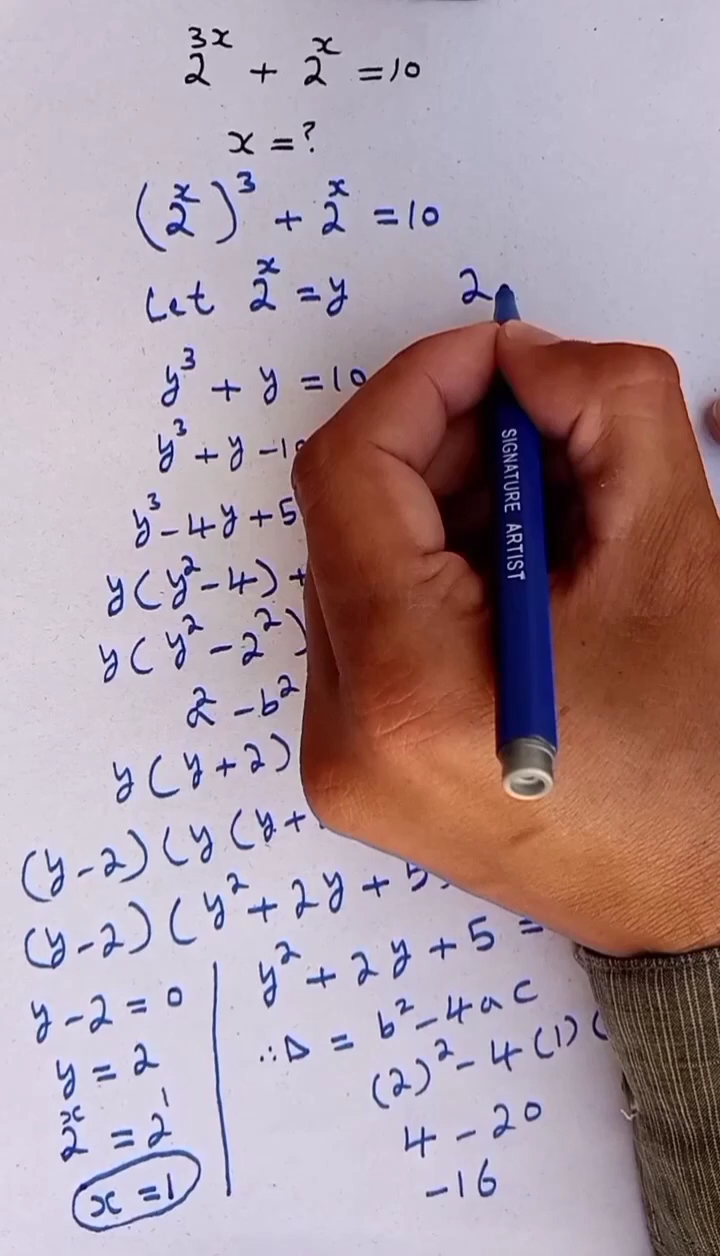 2^{3x} + 2^x = 10
x = ?
(2^x)^3 + 2^x = 10
Let 2^x = y 2
y^3 + y = 10
y^3 + y - 1
y^3 - 4y + 5
y(y^2 - 4) +
y(y^2 - 2^2)
2 - b^2
y(y+2)
(y-2)(y(y+
(y-2)(y^2 + 2y + 5
y - 2 = 0
y = 2
2^x = 2^1
x = 1
y^2 + 2y + 5 =
∴ Δ = b^2 - 4ac
(2)^2 - 4(1)(
4 - 20
-16
SIGNATURE ARTIST